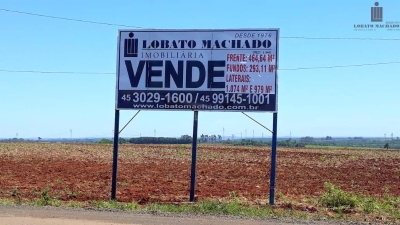 DESDE 1976
LOBATO MACHADO
IMOBILIÁRIA
VENDE
FRENTE: 464,64 M²
FUNDOS: 253,11 M²
LATERAIS:
1.074 M² E 979 M²
45 3029-1600 / 45 99145-1001
www.lobatomachado.com.br
LOBATO MACHADO